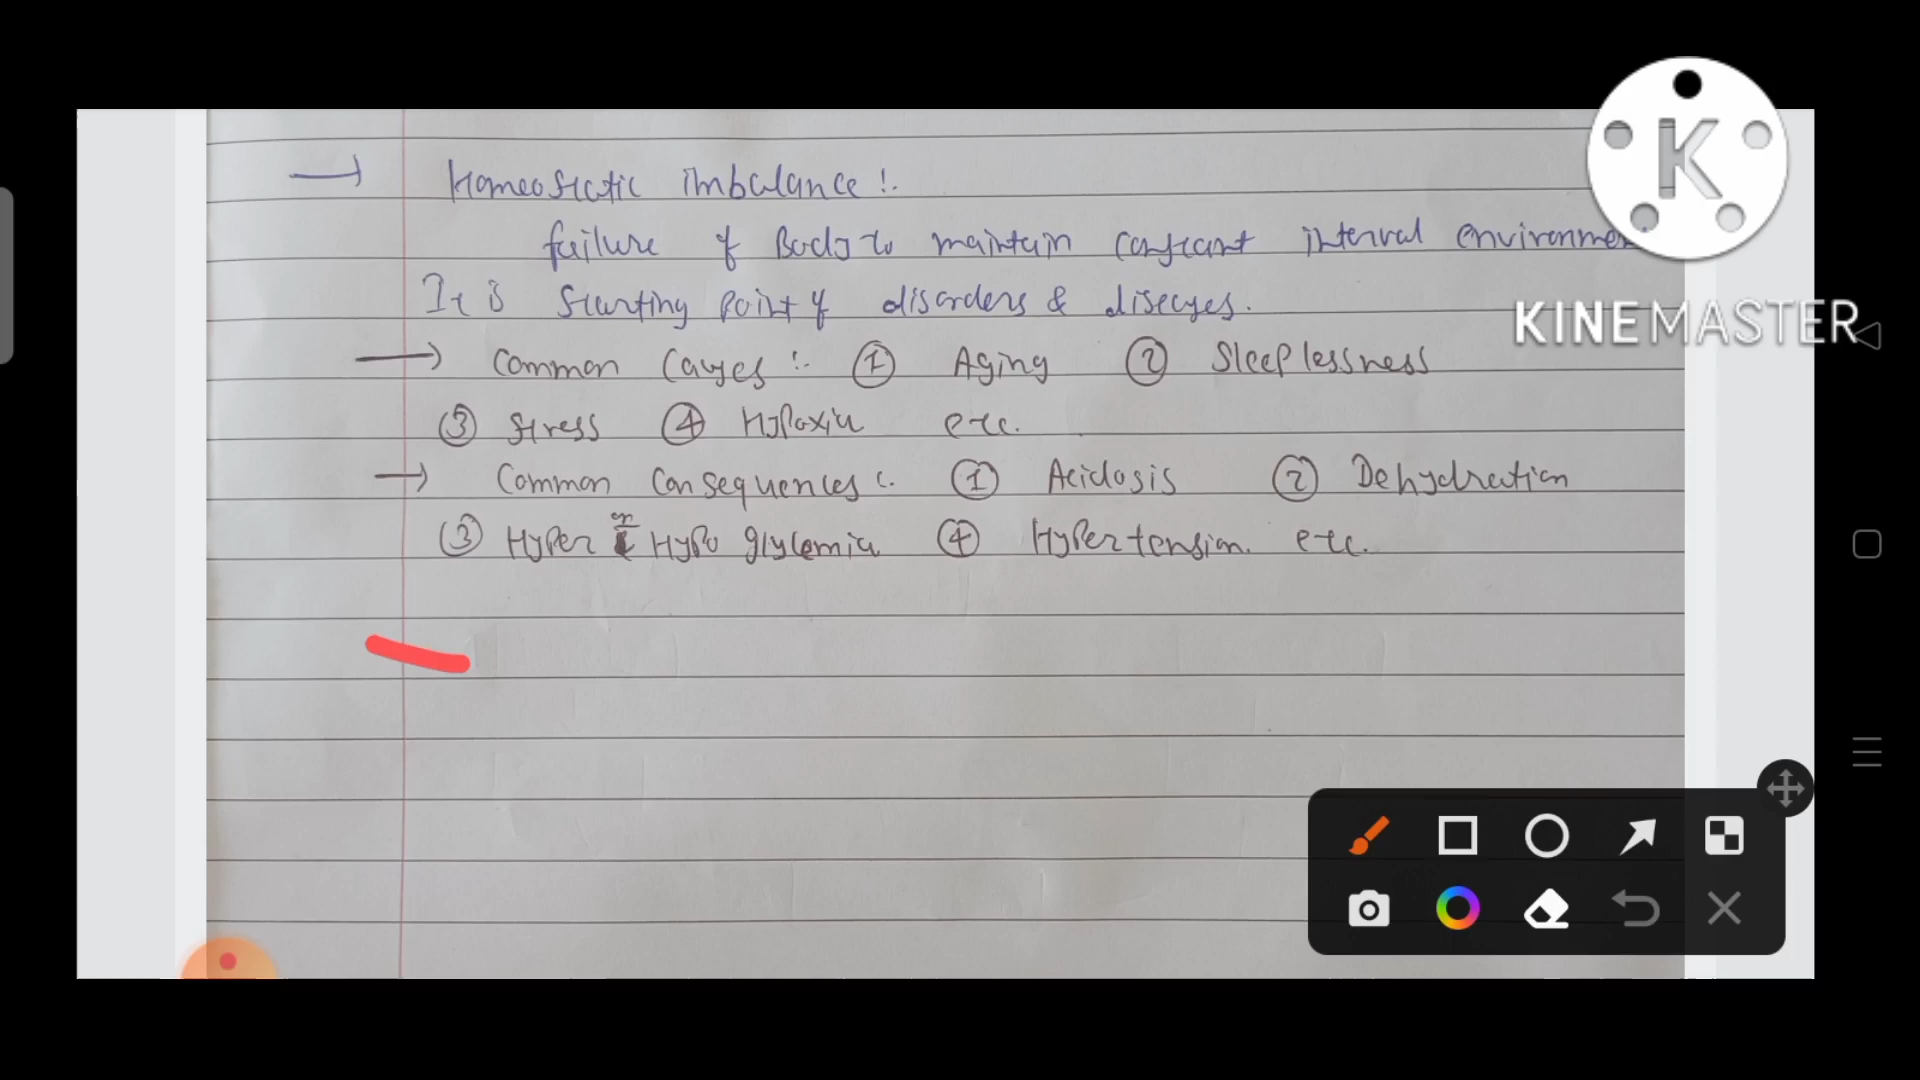 → Homeostatic imbalance :-
failure of Body to maintain constant internal environmen
It is starting point of disorders & diseases.
→ Common Causes :- ① Aging ② Sleeplessness
③ Stress ④ Hypoxia etc.
→ Common Consequences :- ① Acidosis ② Dehydration
③ Hyper or Hypo glycemia ④ Hypertension. etc.
K
KINEMASTER